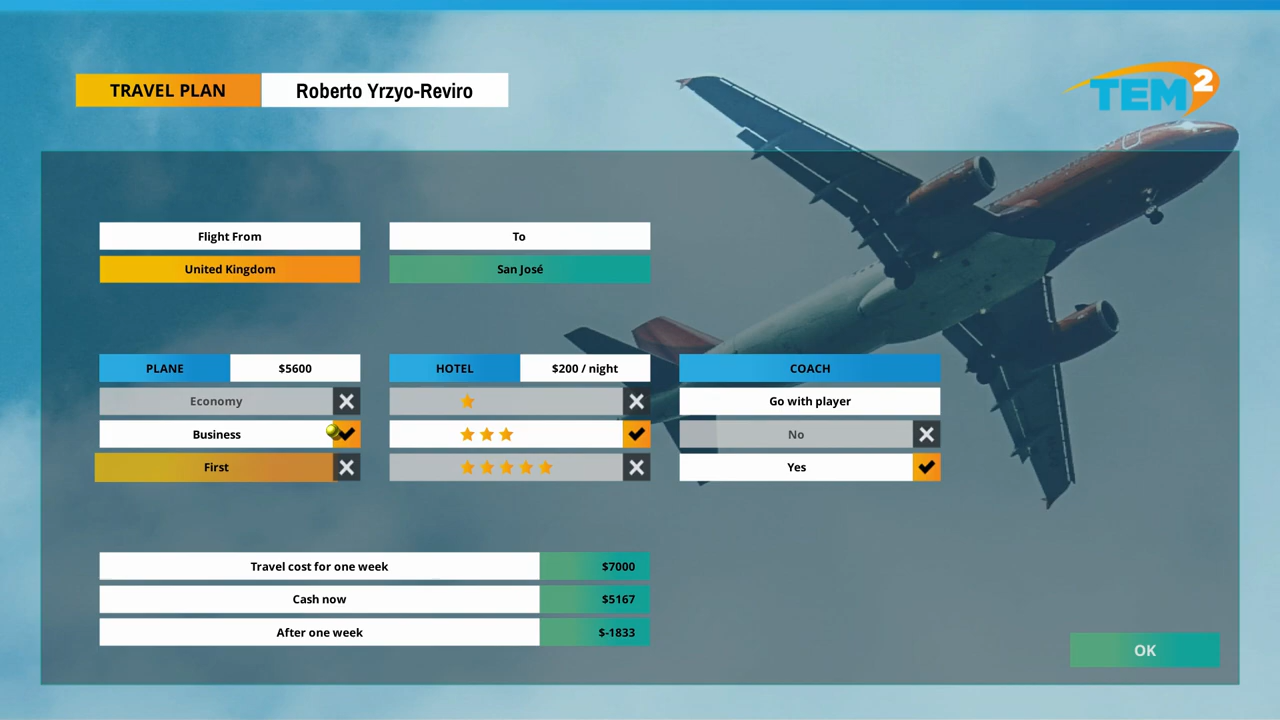 TRAVEL PLAN
Roberto Yrzyo-Reviro
TEM2
Flight From
To
United Kingdom
San José
PLANE
$5600
HOTEL
$200 / night
COACH
Economy
Go with player
Business
No
First
Yes
Travel cost for one week
$7000
Cash now
$5167
After one week
$-1833
OK